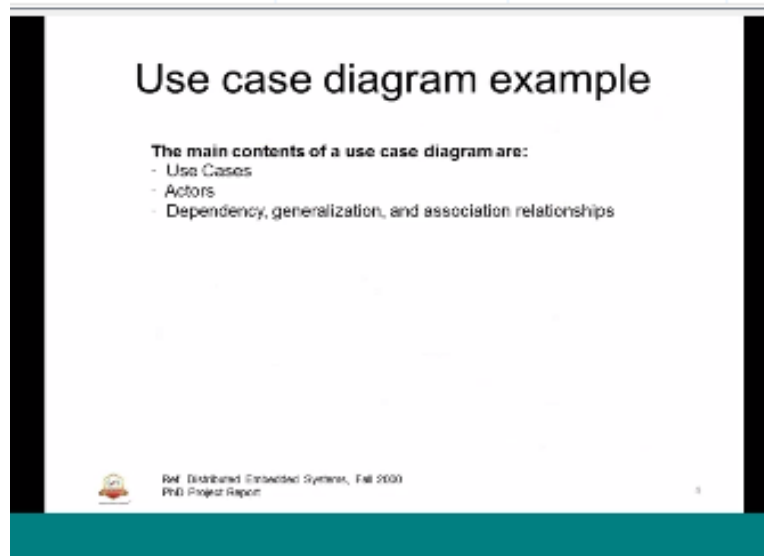 Use case diagram example
The main contents of a use case diagram are:
- Use Cases
- Actors
- Dependency, generalization, and association relationships
Ref: Distributed Embedded Systems, Fall 2000
PhD Project Report